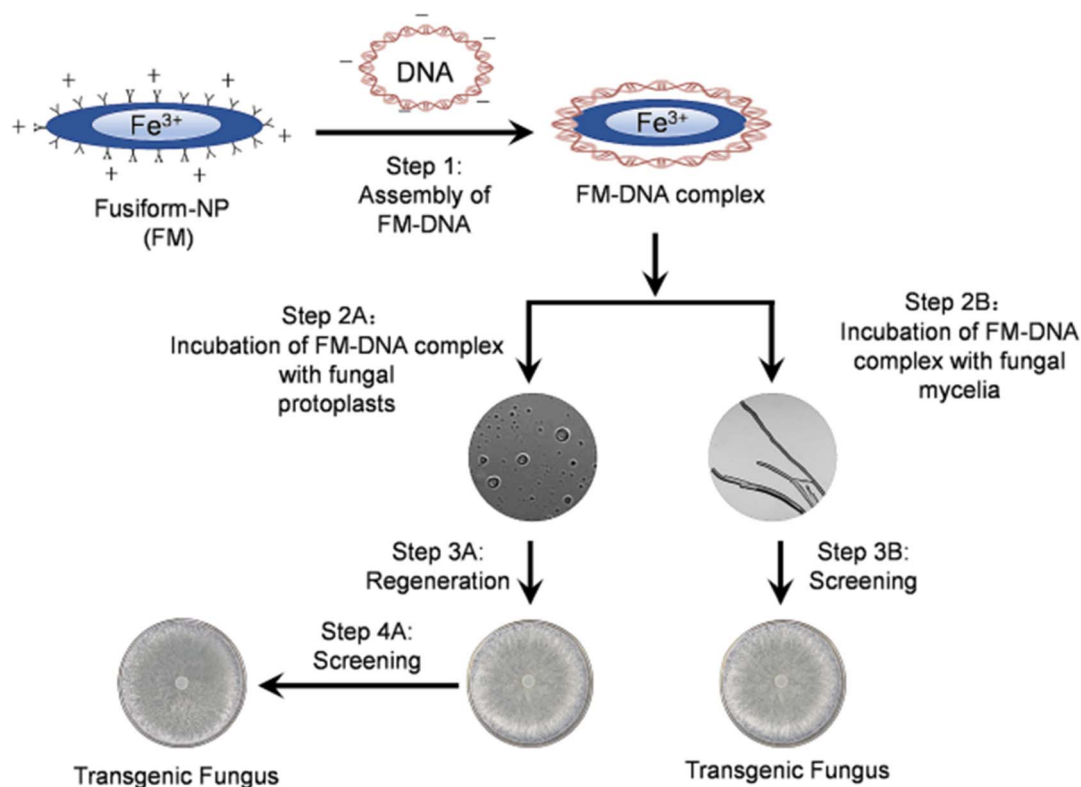 DNA
Fe3+
Fusiform-NP
(FM)
Step 1:
Assembly of
FM-DNA
Fe3+
FM-DNA complex
Step 2A:
Incubation of FM-DNA complex
with fungal
protoplasts
Step 2B:
Incubation of FM-DNA
complex with fungal
mycelia
Step 3A:
Regeneration
Step 3B:
Screening
Step 4A:
Screening
Transgenic Fungus
Transgenic Fungus